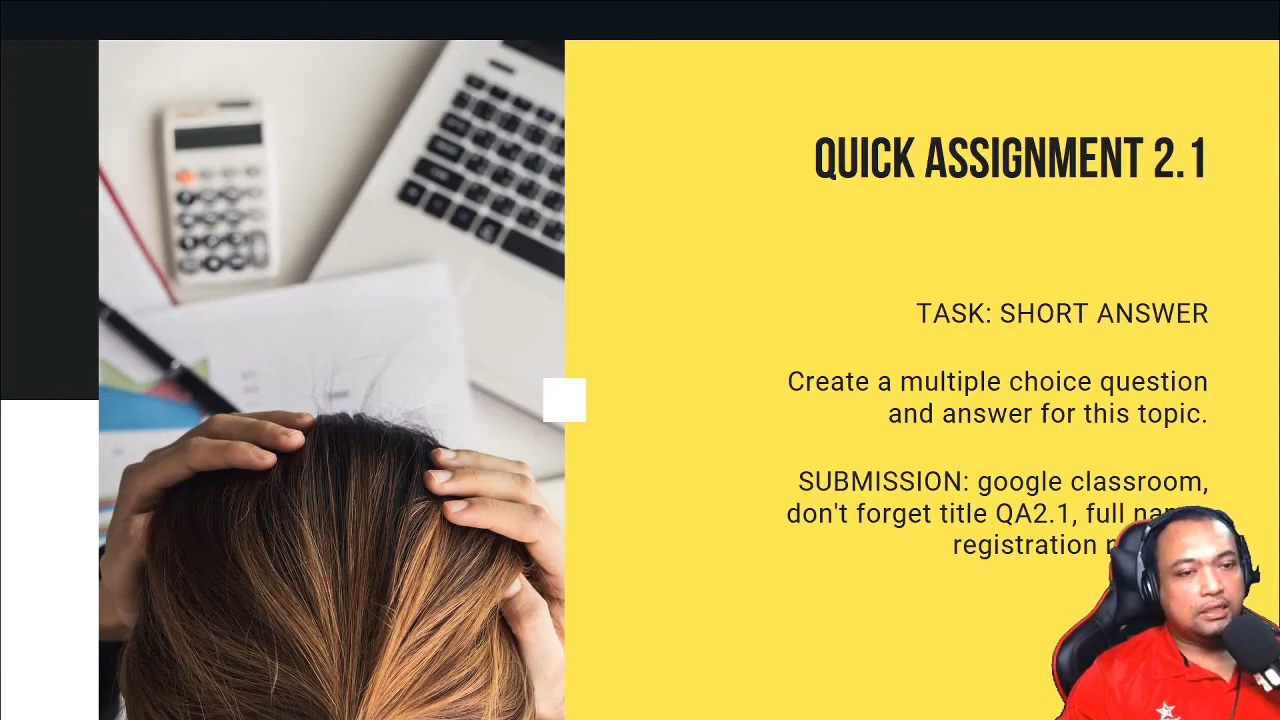 QUICK ASSIGNMENT 2.1
TASK: SHORT ANSWER
Create a multiple choice question
and answer for this topic.
SUBMISSION: google classroom,
don't forget title QA2.1, full
registration